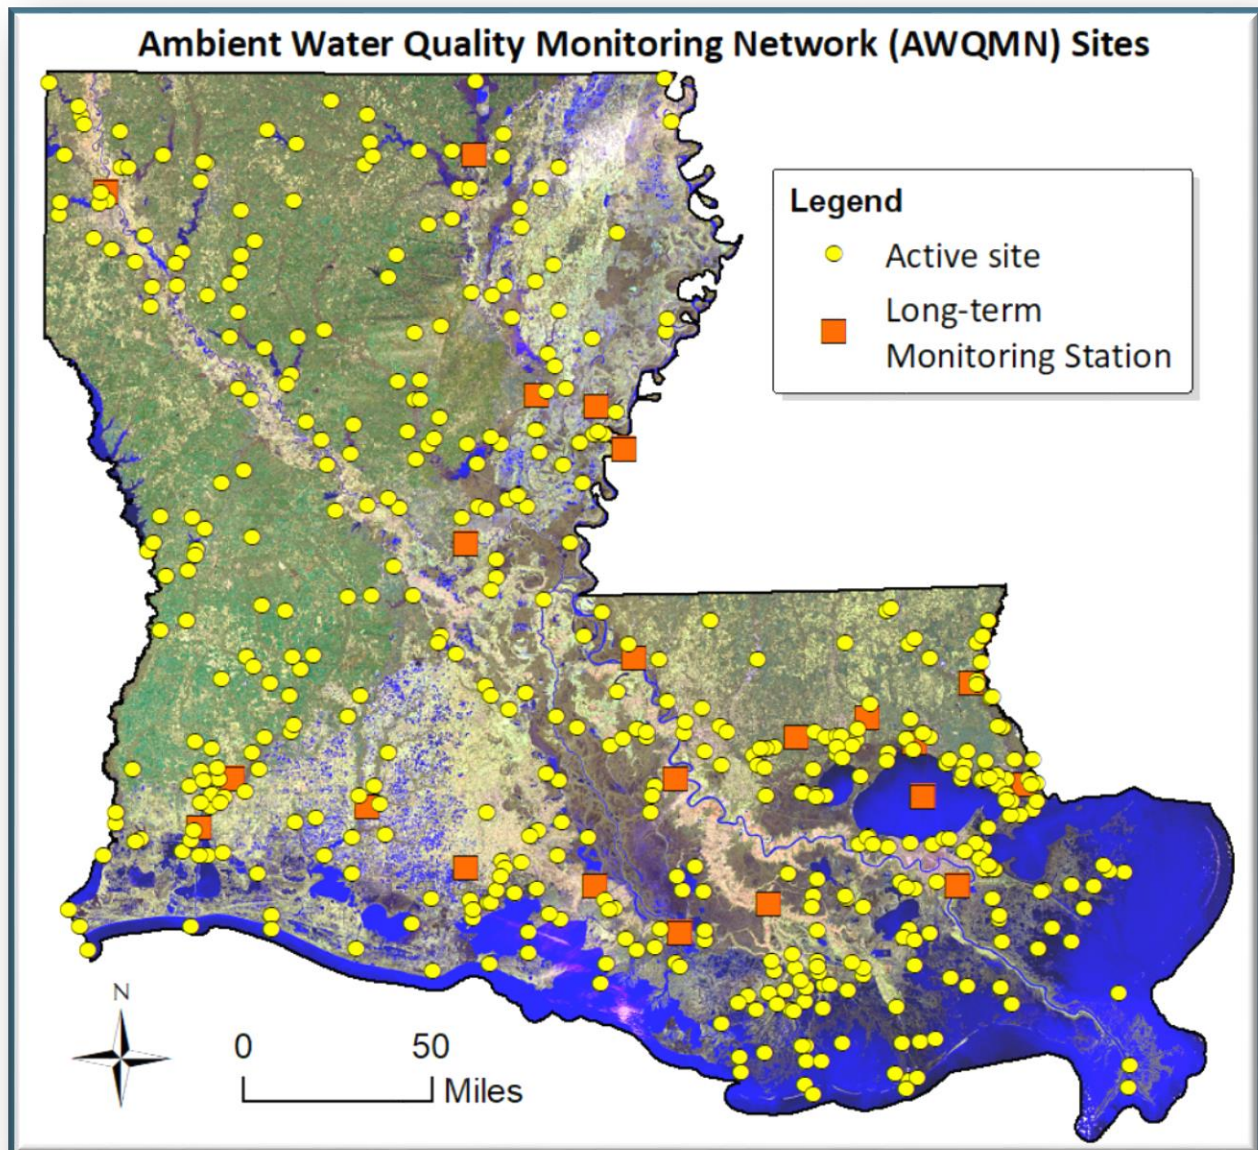 Ambient Water Quality Monitoring Network (AWQMN) Sites
Legend
Active site
Long-term
Monitoring Station
N
0 50
Miles